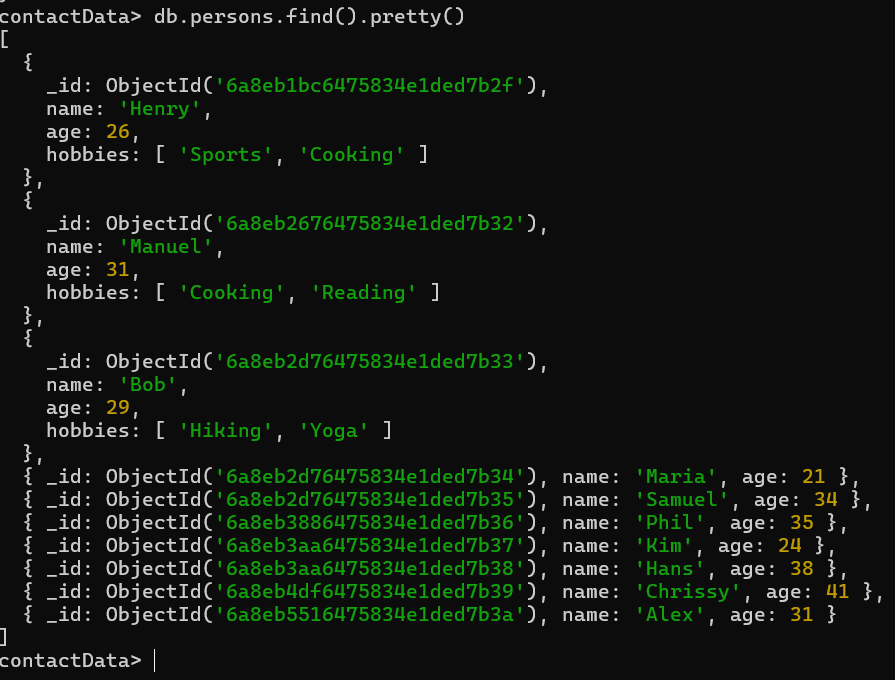 contactData> db.persons.find().pretty()
[
  {
    _id: ObjectId('6a8eb1bc6475834e1ded7b2f'),
    name: 'Henry',
    age: 26,
    hobbies: [ 'Sports', 'Cooking' ]
  },
  {
    _id: ObjectId('6a8eb2676475834e1ded7b32'),
    name: 'Manuel',
    age: 31,
    hobbies: [ 'Cooking', 'Reading' ]
  },
  {
    _id: ObjectId('6a8eb2d76475834e1ded7b33'),
    name: 'Bob',
    age: 29,
    hobbies: [ 'Hiking', 'Yoga' ]
  },
  { _id: ObjectId('6a8eb2d76475834e1ded7b34'), name: 'Maria', age: 21 },
  { _id: ObjectId('6a8eb2d76475834e1ded7b35'), name: 'Samuel', age: 34 },
  { _id: ObjectId('6a8eb3886475834e1ded7b36'), name: 'Phil', age: 35 },
  { _id: ObjectId('6a8eb3aa6475834e1ded7b37'), name: 'Kim', age: 24 },
  { _id: ObjectId('6a8eb3aa6475834e1ded7b38'), name: 'Hans', age: 38 },
  { _id: ObjectId('6a8eb4df6475834e1ded7b39'), name: 'Chrissy', age: 41 },
  { _id: ObjectId('6a8eb5516475834e1ded7b3a'), name: 'Alex', age: 31 }
]
contactData>